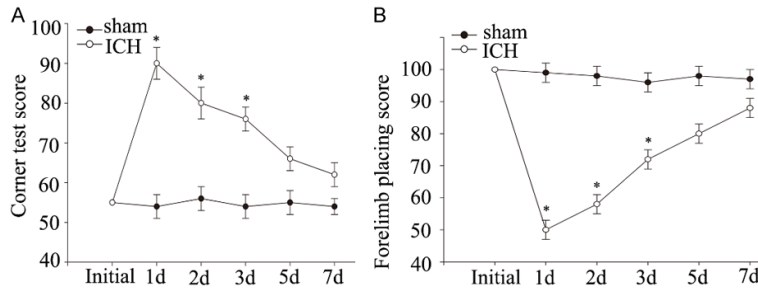 A
sham
ICH
Corner test score
100
90
80
70
60
50
40
*
*
*
Initial 1d 2d 3d 5d 7d
B
sham
ICH
Forelimb placing score
100
90
80
70
60
50
40
*
*
*
Initial 1d 2d 3d 5d 7d